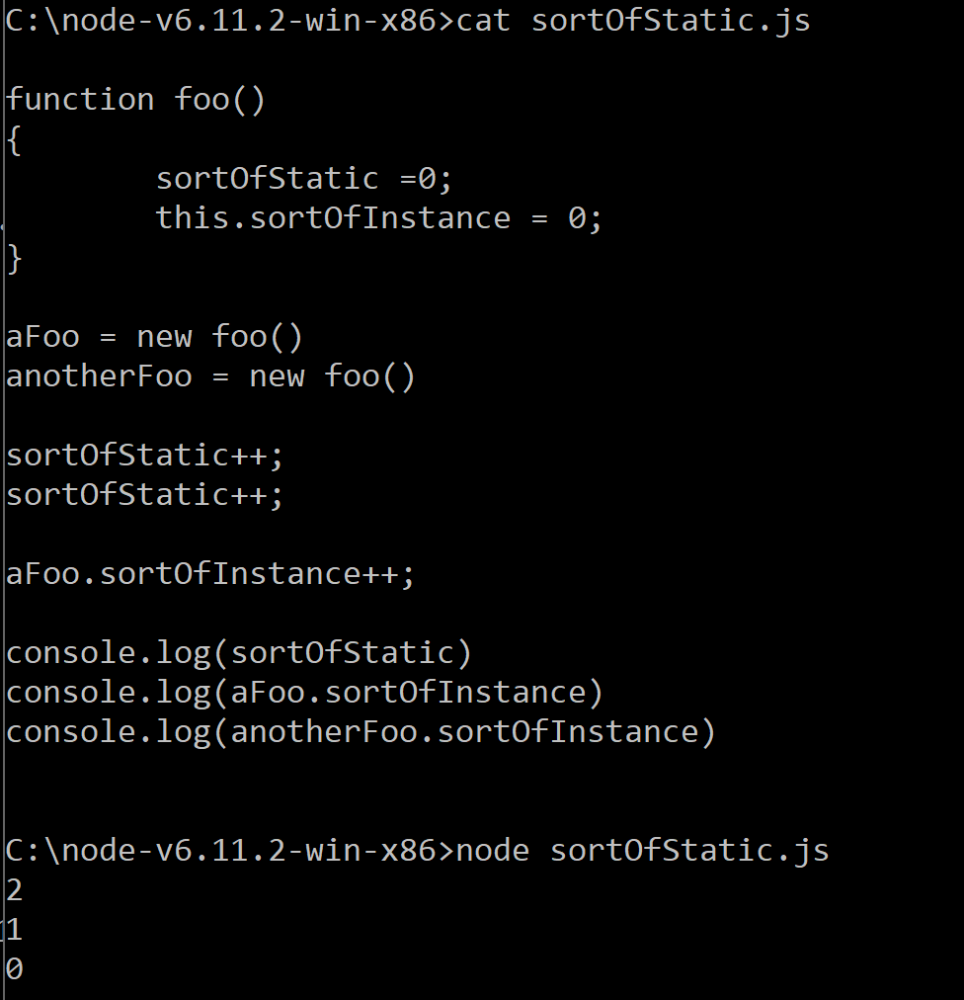 C:\node-v6.11.2-win-x86>cat sortOfStatic.js
function foo()
{
sortOfStatic =0;
this.sortOfInstance = 0;
}
aFoo = new foo()
anotherFoo = new foo()
sortOfStatic++;
sortOfStatic++;
aFoo.sortOfInstance++;
console.log(sortOfStatic)
console.log(aFoo.sortOfInstance)
console.log(anotherFoo.sortOfInstance)
C:\node-v6.11.2-win-x86>node sortOfStatic.js
2
1
0